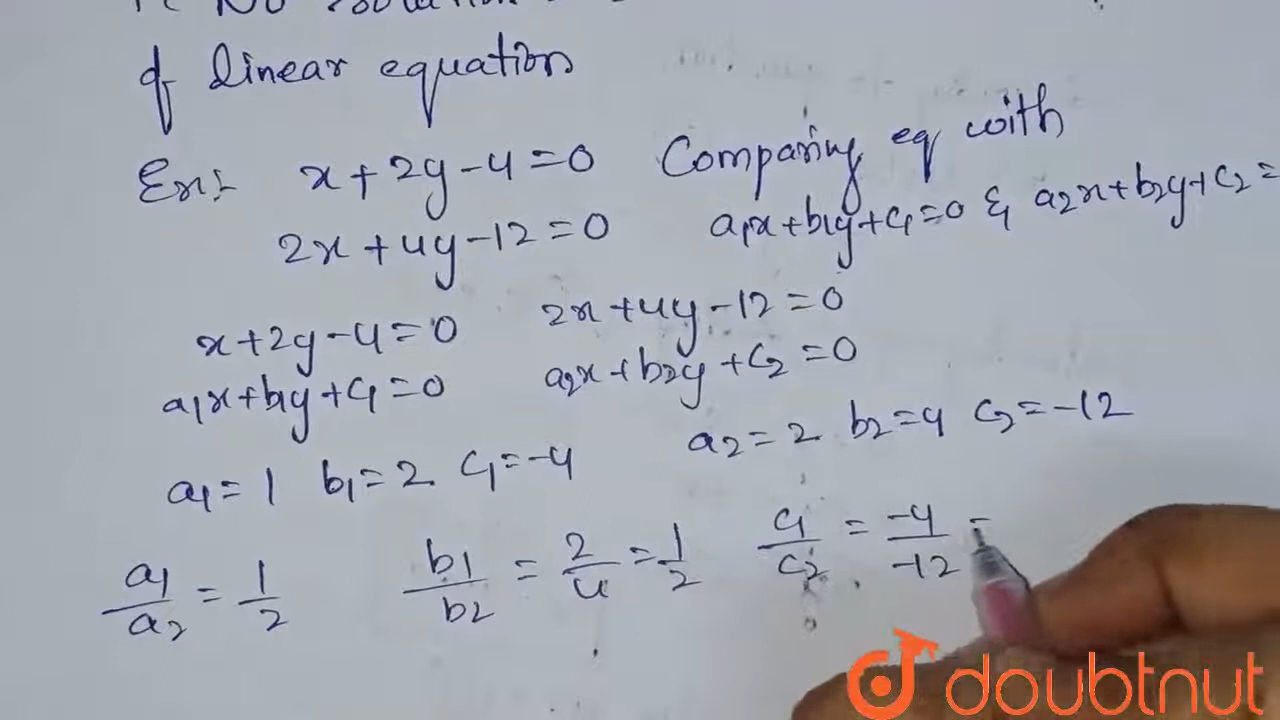 No solution
of linear equation
Ex:- x+2y-4=0 Comparing eq with
2x+4y-12=0 a1x+b1y+c1=0 & a2x+b2y+c2=
x+2y-4=0 2x+4y-12=0
a1x+b1y+c1=0 a2x+b2y+c2=0
a1=1 b1=2 c1=-4 a2=2 b2=4 c2=-12
a1/a2=1/2 b1/b2=2/4=1/2 c1/c2=-4/-12=
doubtnut